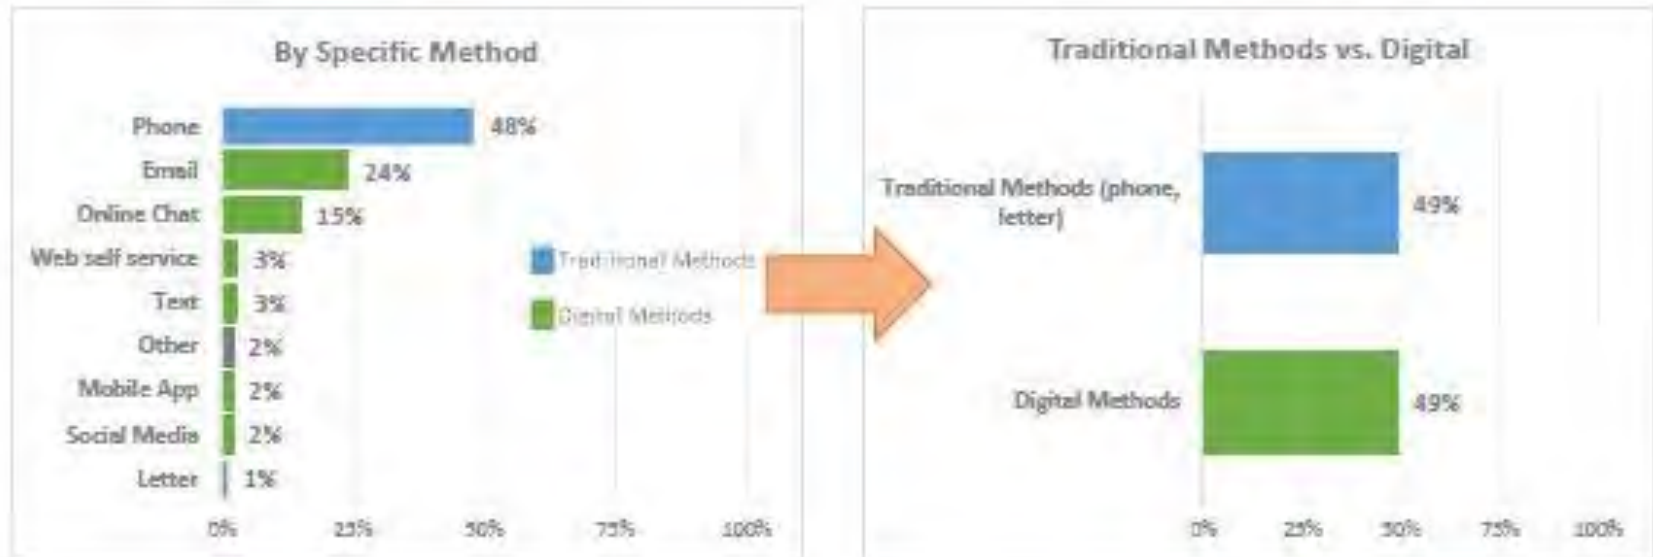 By Specific Method
Phone 48%
Email 24%
Online Chat 15%
Web self service 3%
Text 3%
Other 2%
Mobile App 2%
Social Media 2%
Letter 1%
0% 25% 50% 75% 100%
Traditional Methods
Digital Methods
Traditional Methods vs. Digital
Traditional Methods (phone,
letter)
49%
Digital Methods 49%
0% 25% 50% 75% 100%